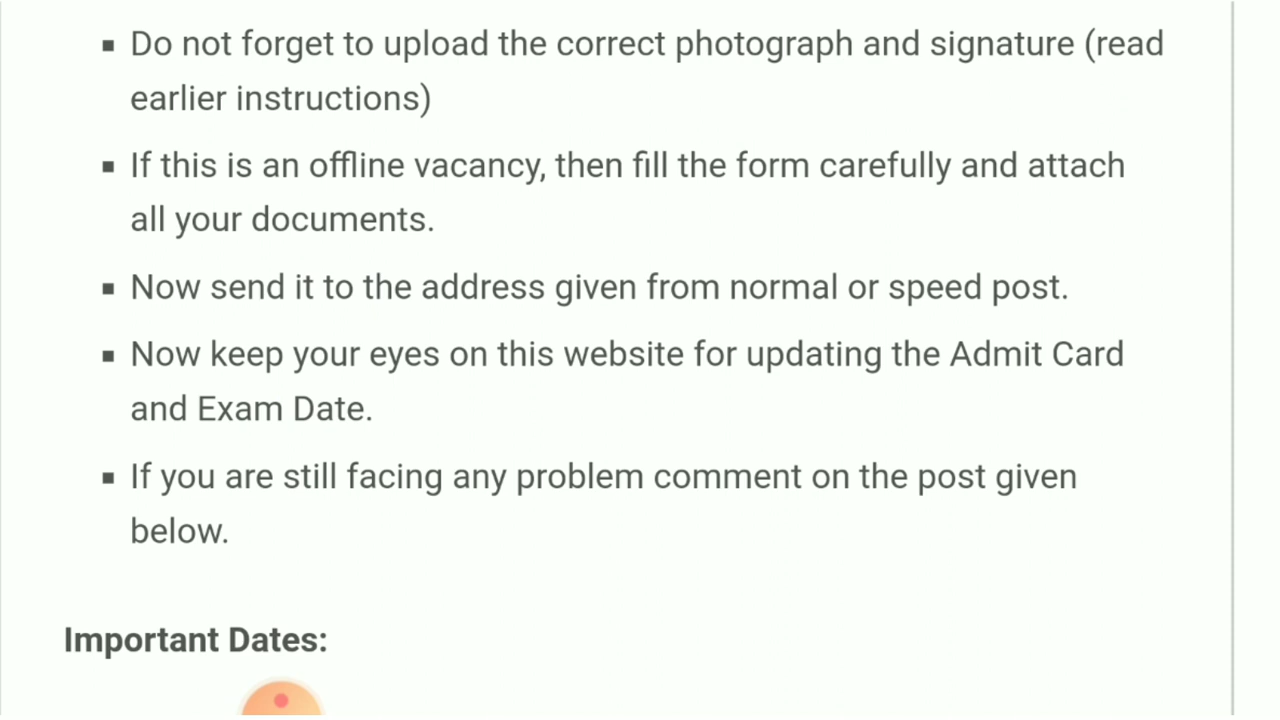 Do not forget to upload the correct photograph and signature (read
earlier instructions)
If this is an offline vacancy, then fill the form carefully and attach
all your documents.
Now send it to the address given from normal or speed post.
Now keep your eyes on this website for updating the Admit Card
and Exam Date.
If you are still facing any problem comment on the post given
below.
Important Dates: